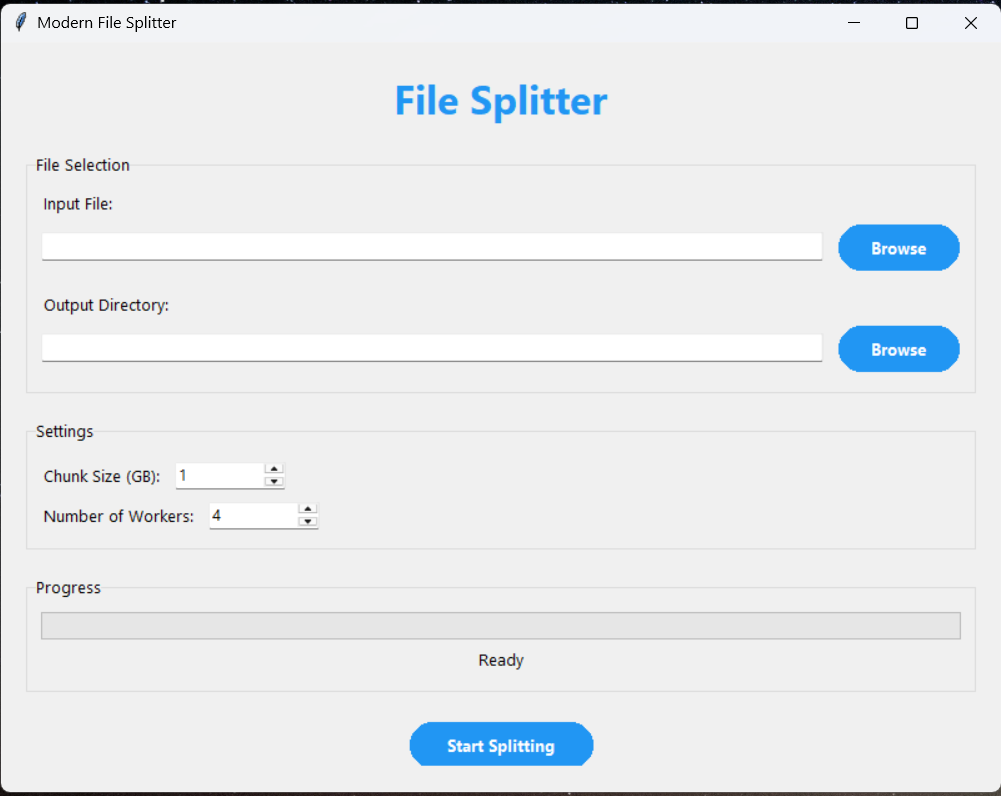 Modern File Splitter
File Splitter
File Selection
Input File:
Browse
Output Directory:
Browse
Settings
Chunk Size (GB): 1
Number of Workers: 4
Progress
Ready
Start Splitting